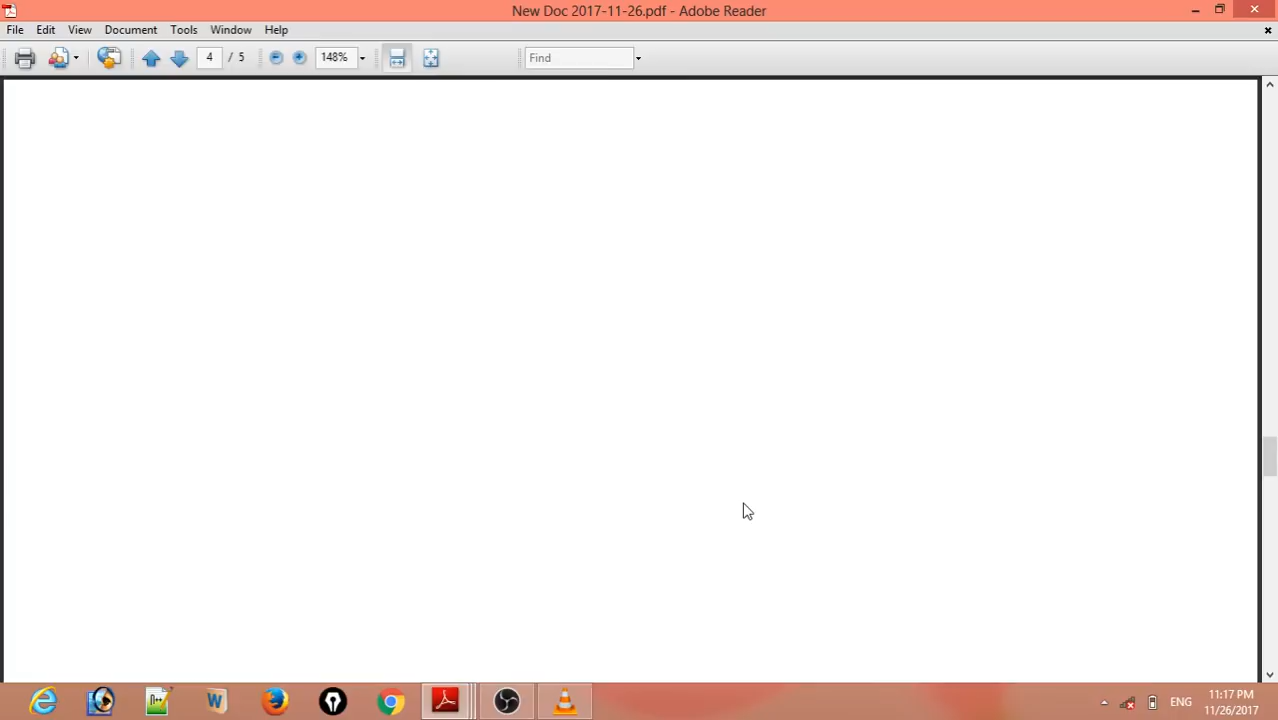 New Doc 2017-11-26.pdf - Adobe Reader
File Edit View Document Tools Window Help
4 / 5 148% Find
ENG
11:17 PM
11/26/2017